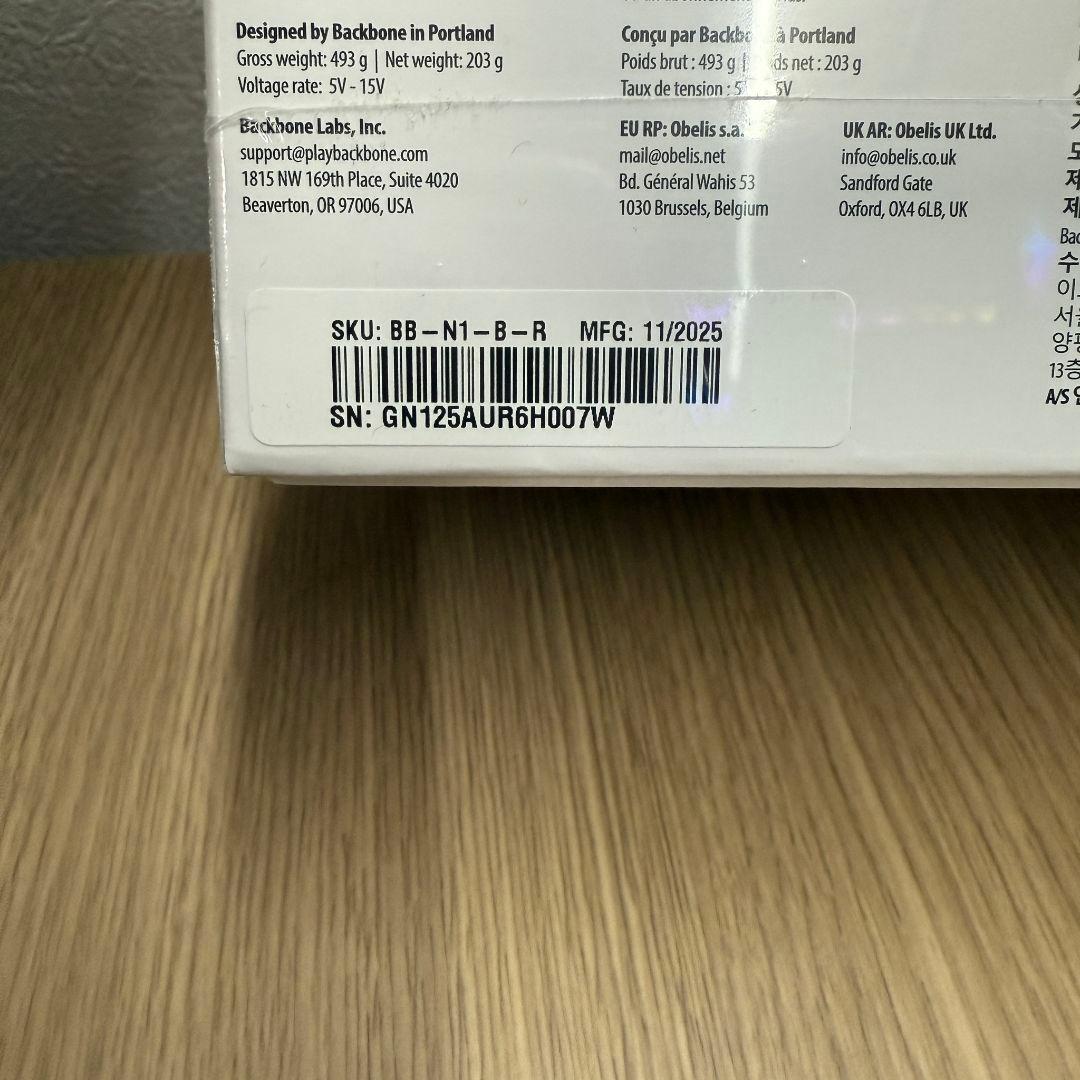 Designed by Backbone in Portland
Gross weight: 493 g | Net weight: 203 g
Voltage rate: 5V - 15V
Backbone Labs, Inc.
support@playbackbone.com
1815 NW 169th Place, Suite 4020
Beaverton, OR 97006, USA
Conçu par à Portland
Poids brut : 493 g | net : 203 g
Taux de tension :
EU RP: Obelis s.a.
mail@obelis.net
Bd. Général Wahis 53
1030 Brussels, Belgium
UK AR: Obelis UK Ltd.
info@obelis.co.uk
Sandford Gate
Oxford, OX4 6LB, UK
수
13층
A/S
SKU: BB-N1-B-R MFG: 11/2025
SN: GN125AUR6H007W